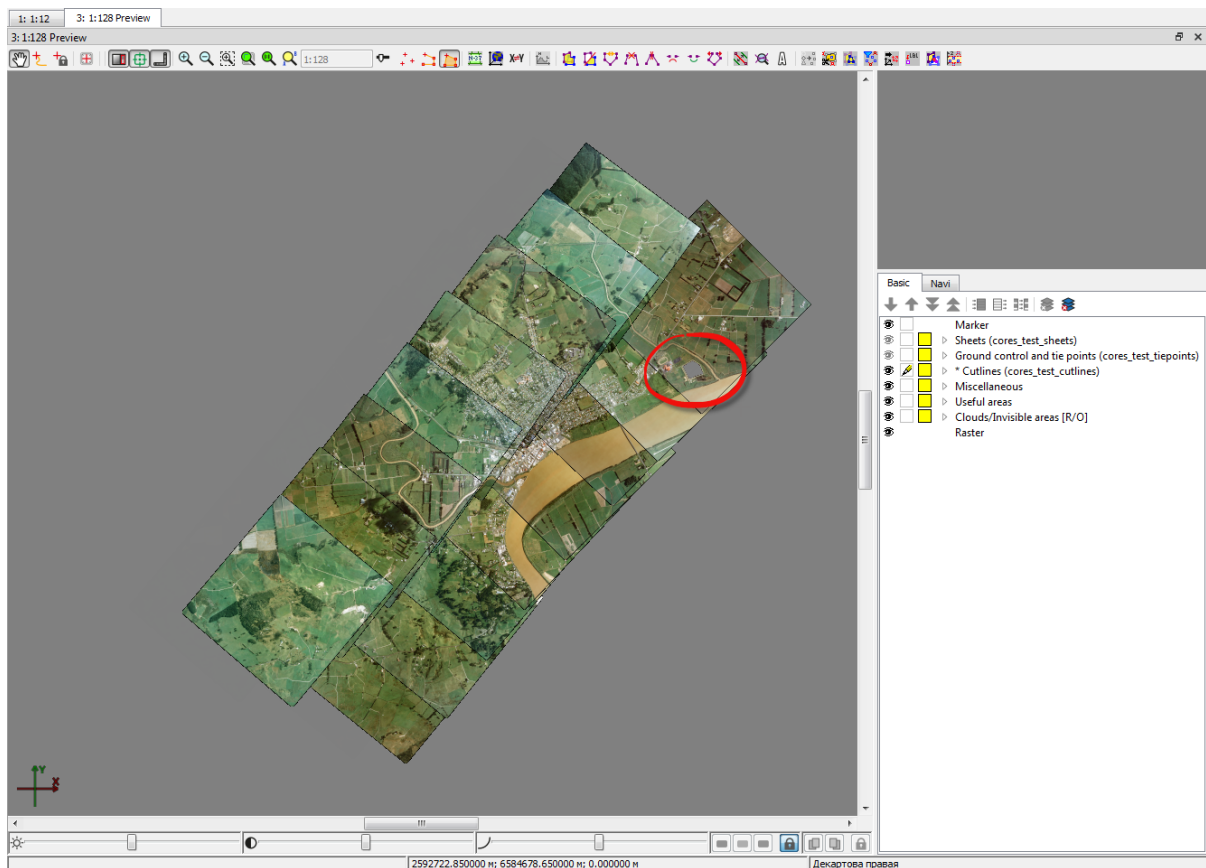 1: 1:12
3: 1:128 Preview
3: 1:128 Preview
1:128
Basic
Navi
Marker
Sheets (cores_test_sheets)
Ground control and tie points (cores_test_tiepoints)
* Cutlines (cores_test_cutlines)
Miscellaneous
Useful areas
Clouds/Invisible areas [R/O]
Raster
Y
X
2592722.850000 м; 6584678.650000 м; 0.000000 м
Декартова правая